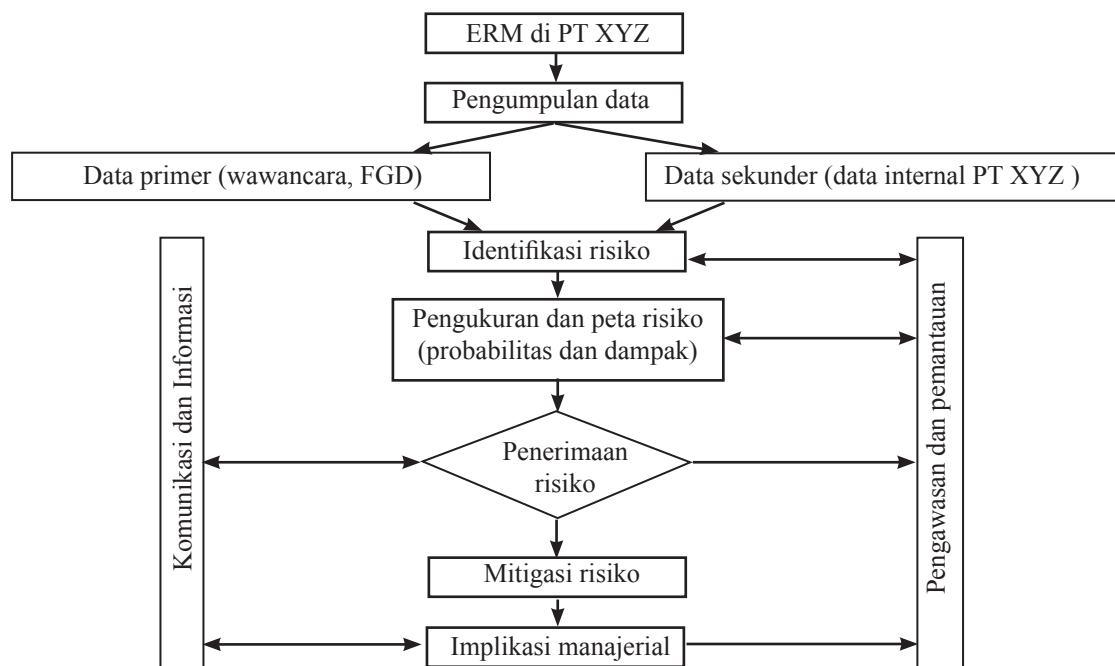 ERM di PT XYZ
Pengumpulan data
Data primer (wawancara, FGD)
Data sekunder (data internal PT XYZ )
Identifikasi risiko
Pengukuran dan peta risiko
(probabilitas dan dampak)
Komunikasi dan Informasi
Penerimaan
risiko
Pengawasan dan pemantauan
Mitigasi risiko
Implikasi manajerial